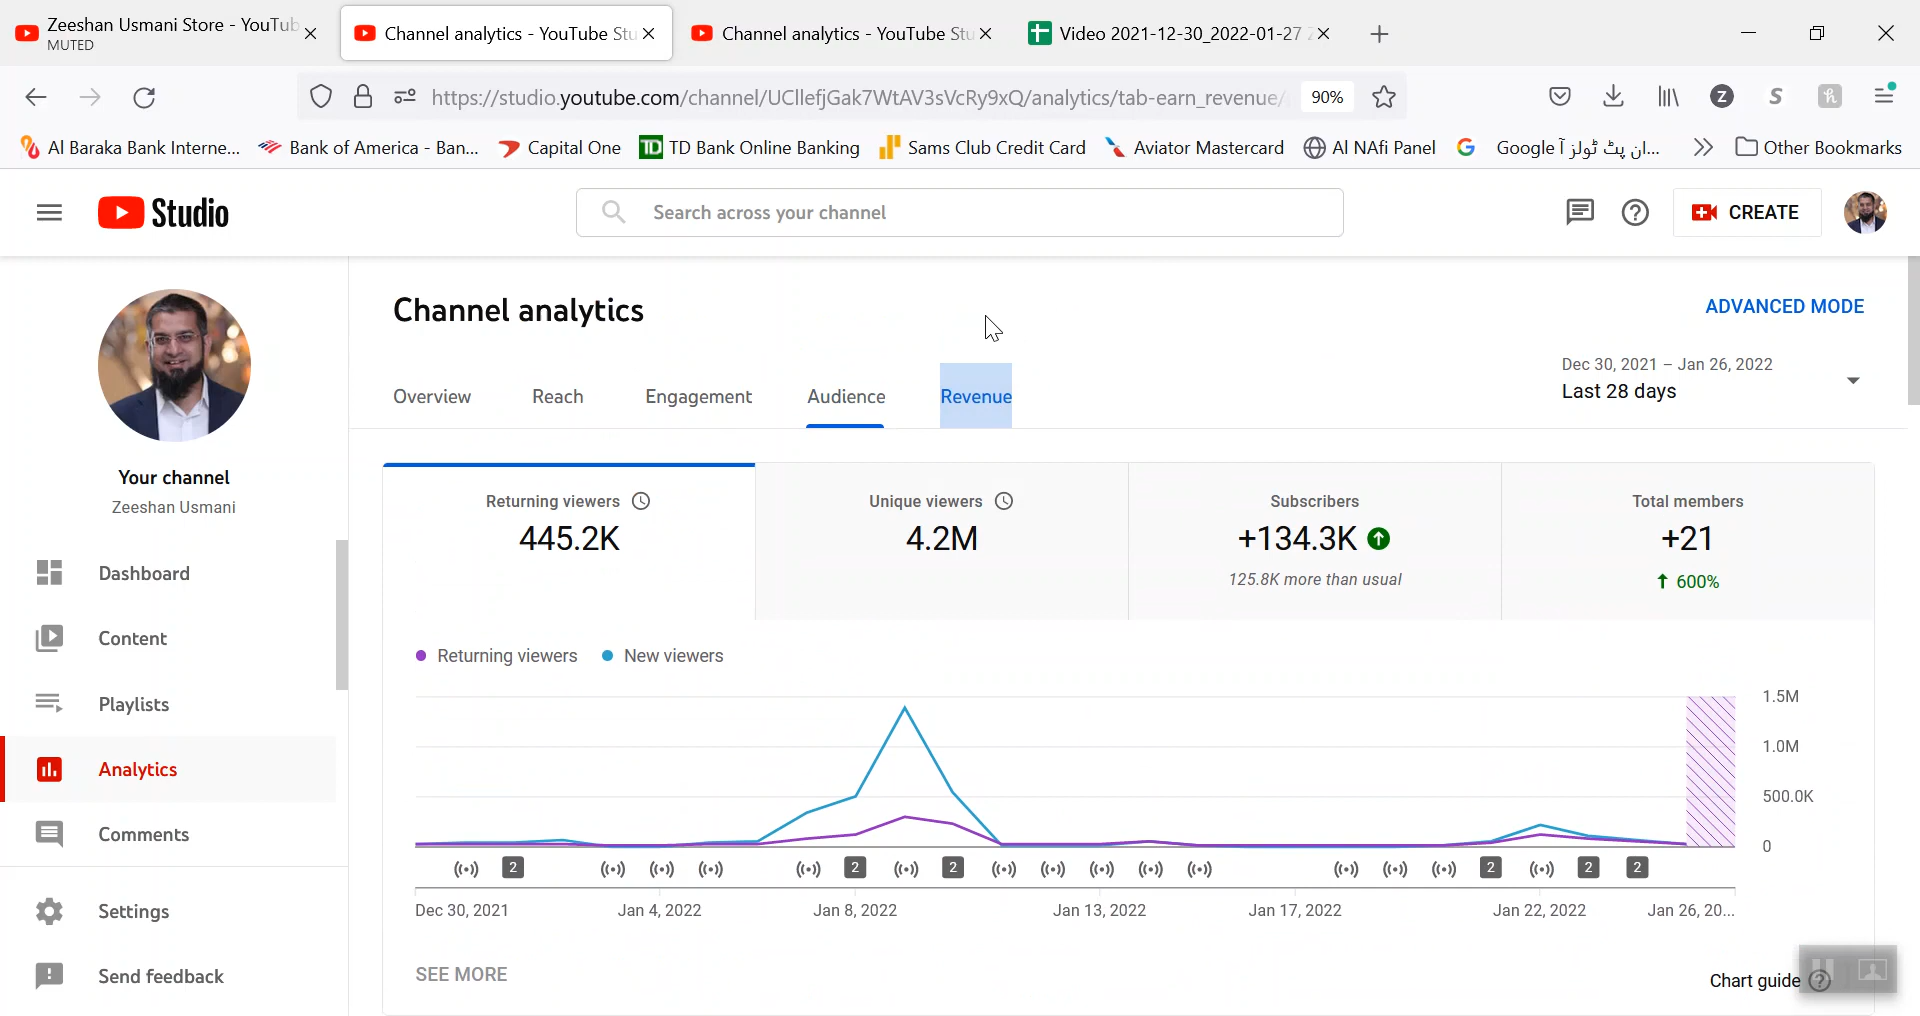 Zeeshan Usmani Store - YouTub
MUTED
Channel analytics - YouTube Stu
Channel analytics - YouTube Stu
Video 2021-12-30_2022-01-27
https://studio.youtube.com/channel/UCllefjGak7WtAV3sVcRy9xQ/analytics/tab-earn_revenue/
90%
Al Baraka Bank Interne...
Bank of America - Ban...
Capital One
TD Bank Online Banking
Sams Club Credit Card
Aviator Mastercard
Al NAfi Panel
Google ان پٹ ٹولز آ...
Other Bookmarks
Studio
Search across your channel
CREATE
Channel analytics
ADVANCED MODE
Dec 30, 2021 – Jan 26, 2022
Last 28 days
Overview
Reach
Engagement
Audience
Revenue
Your channel
Zeeshan Usmani
Dashboard
Content
Playlists
Analytics
Comments
Settings
Send feedback
Returning viewers
445.2K
Unique viewers
4.2M
Subscribers
+134.3K
125.8K more than usual
Total members
+21
600%
Returning viewers
New viewers
1.5M
1.0M
500.0K
0
2 2 2 2 2 2
Dec 30, 2021
Jan 4, 2022
Jan 8, 2022
Jan 13, 2022
Jan 17, 2022
Jan 22, 2022
Jan 26, 20...
SEE MORE
Chart guide